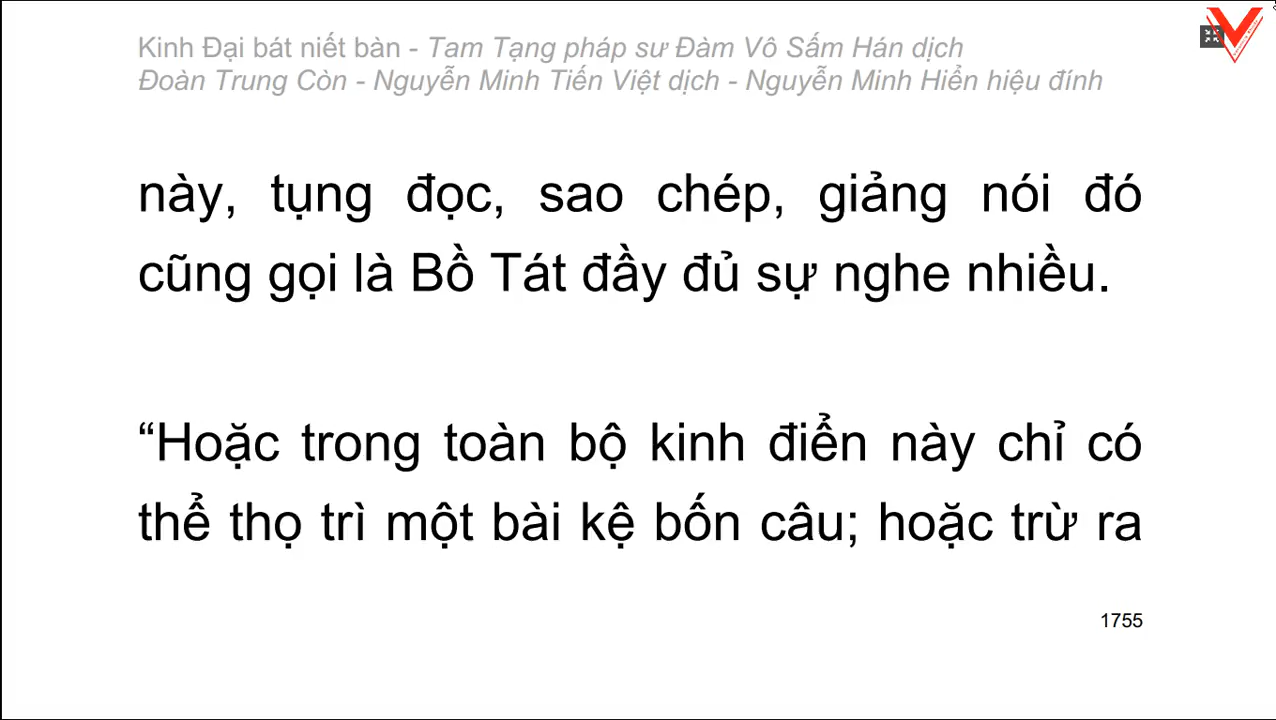 Kinh Đại bát niết bàn - Tam Tạng pháp sư Đàm Vô Sấm Hán dịch
Đoàn Trung Còn - Nguyễn Minh Tiến Việt dịch - Nguyễn Minh Hiển hiệu đính
này, tụng đọc, sao chép, giảng nói đó
cũng gọi là Bồ Tát đầy đủ sự nghe nhiều.
“Hoặc trong toàn bộ kinh điển này chỉ có
thể thọ trì một bài kệ bốn câu; hoặc trừ ra
1755